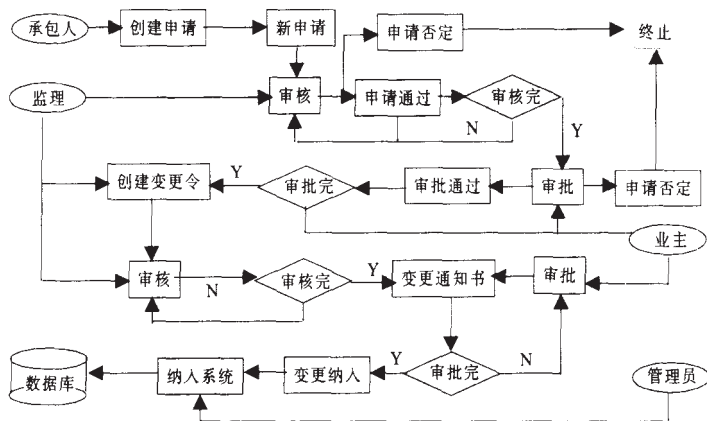 承包人
创建申请
新申请
申请否定
终止
监理
审核
申请通过
审核完
N
Y
创建变更令
Y
审批完
审批通过
审批
申请否定
业主
审核
N
审核完
Y
变更通知书
审批
数据库
纳入系统
变更纳入
Y
审批完
N
管理员